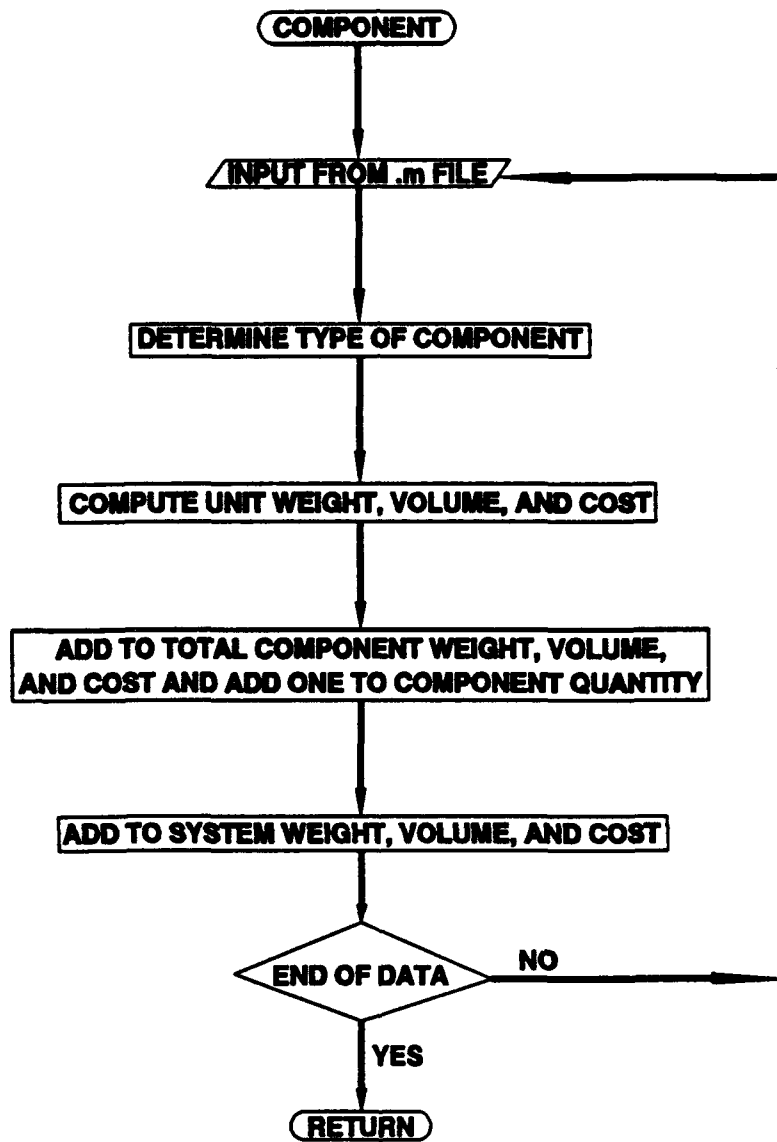 COMPONENT
INPUT FROM .m FILE
DETERMINE TYPE OF COMPONENT
COMPUTE UNIT WEIGHT, VOLUME, AND COST
ADD TO TOTAL COMPONENT WEIGHT, VOLUME,
AND COST AND ADD ONE TO COMPONENT QUANTITY
ADD TO SYSTEM WEIGHT, VOLUME, AND COST
END OF DATA
NO
YES
RETURN